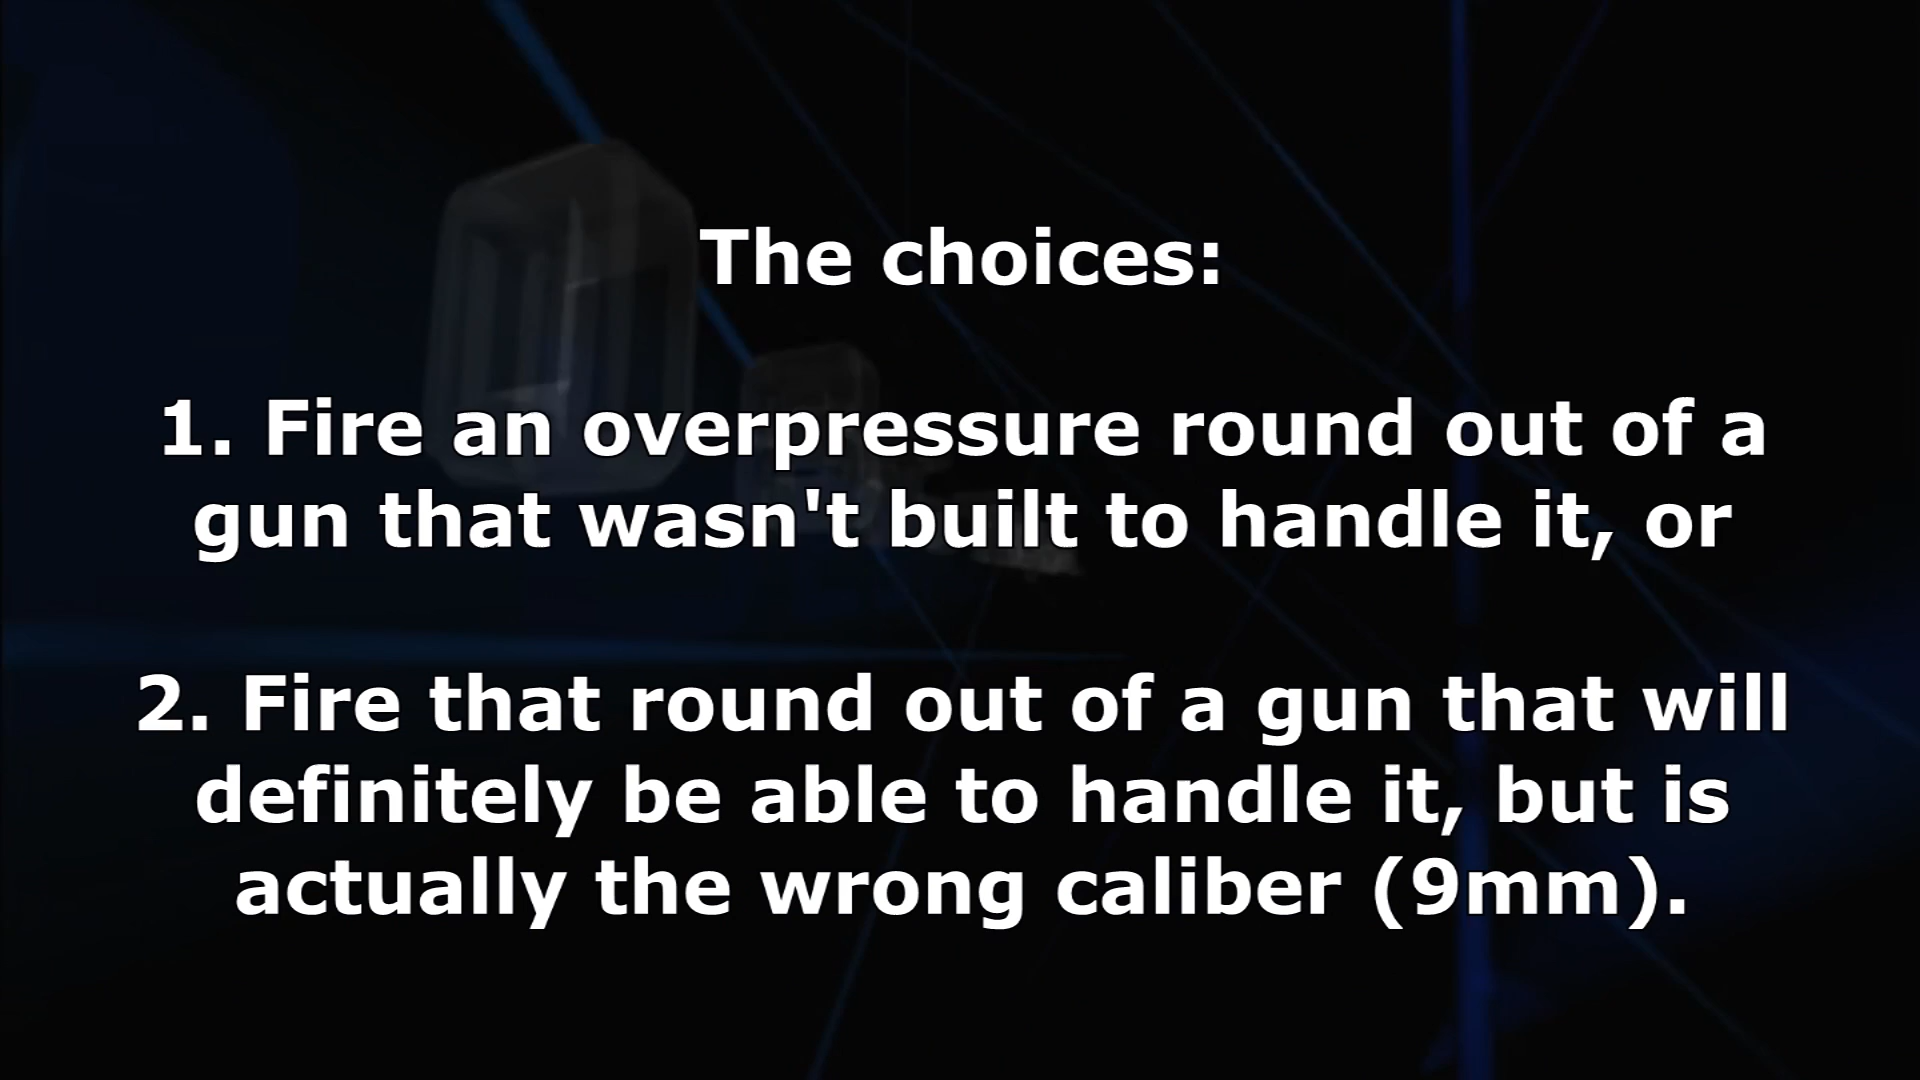 The choices:
1. Fire an overpressure round out of a
gun that wasn't built to handle it, or
2. Fire that round out of a gun that will
definitely be able to handle it, but is
actually the wrong caliber (9mm).